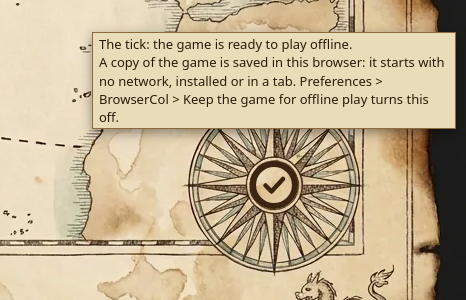 The tick: the game is ready to play offline.
A copy of the game is saved in this browser: it starts with
no network, installed or in a tab. Preferences >
BrowserCol > Keep the game for offline play turns this
off.